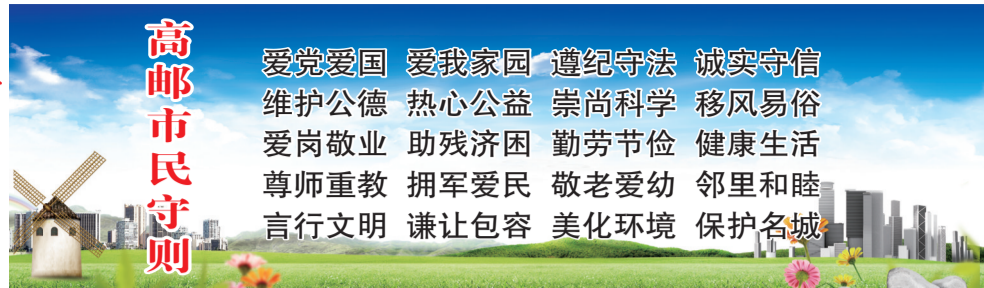 高邮市民守则
爱党爱国 爱我家园 遵纪守法 诚实守信
维护公德 热心公益 崇尚科学 移风易俗
爱岗敬业 助残济困 勤劳节俭 健康生活
尊师重教 拥军爱民 敬老爱幼 邻里和睦
言行文明 谦让包容 美化环境 保护名城